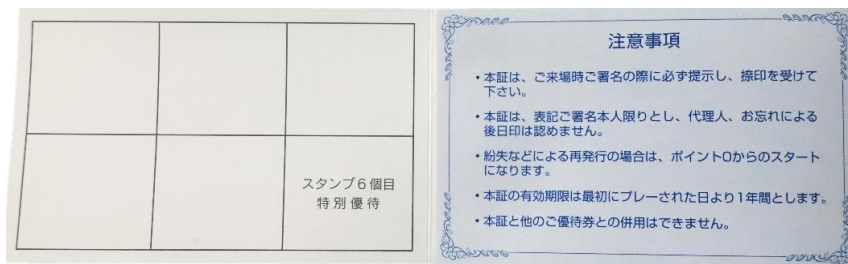 スタンプ6個目
特別優待
注意事項
・本証は、ご来場時ご署名の際に必ず提示し、捺印を受けて
下さい。
・本証は、表記ご署名本人限りとし、代理人、お忘れによる
後日印は認めません。
・紛失などによる再発行の場合は、ポイント0からのスタート
になります。
・本証の有効期限は最初にプレーされた日より1年間とします。
・本証と他のご優待券との併用はできません。